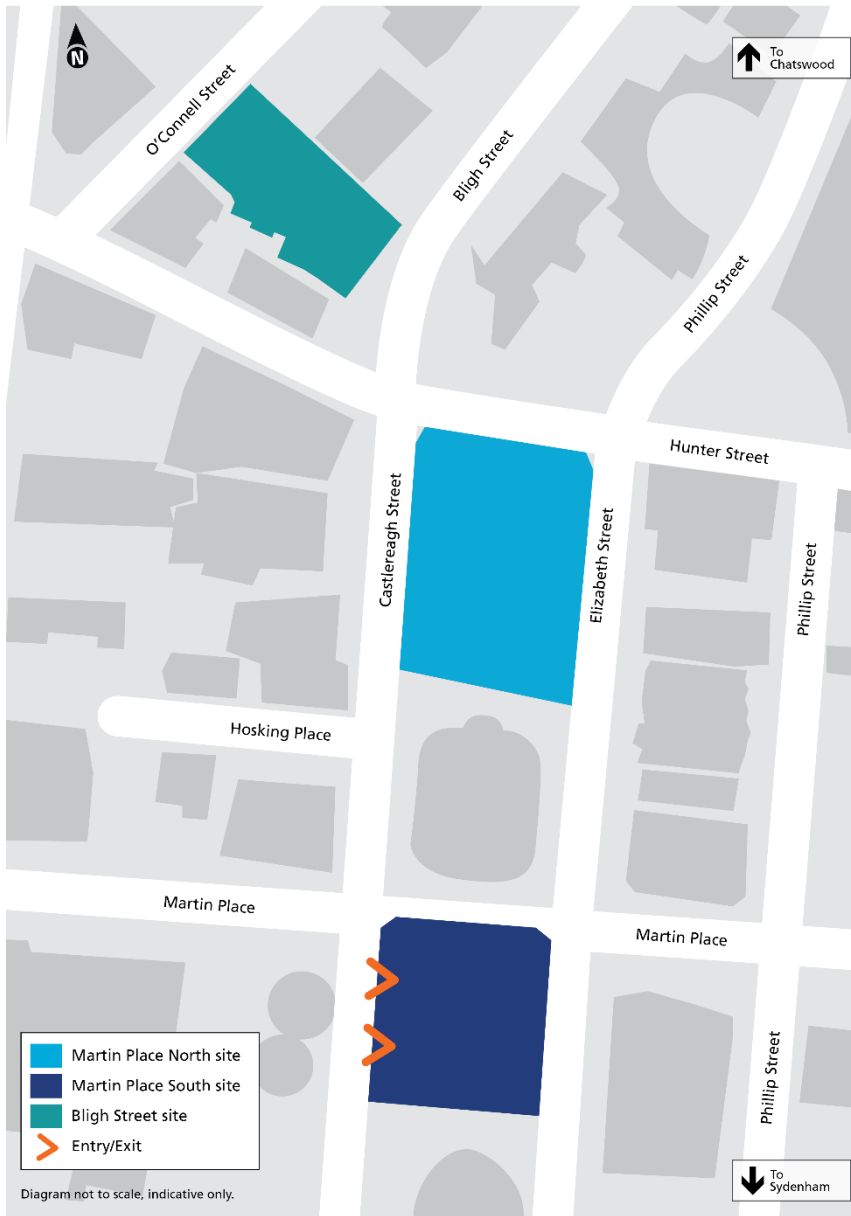 N
To
Chatswood
O'Connell Street
Bligh Street
Phillip Street
Hunter Street
Castlereagh Street
Elizabeth Street
Phillip Street
Hosking Place
Martin Place
Martin Place
Phillip Street
Martin Place North site
Martin Place South site
Bligh Street site
Entry/Exit
Diagram not to scale, indicative only.
To
Sydenham